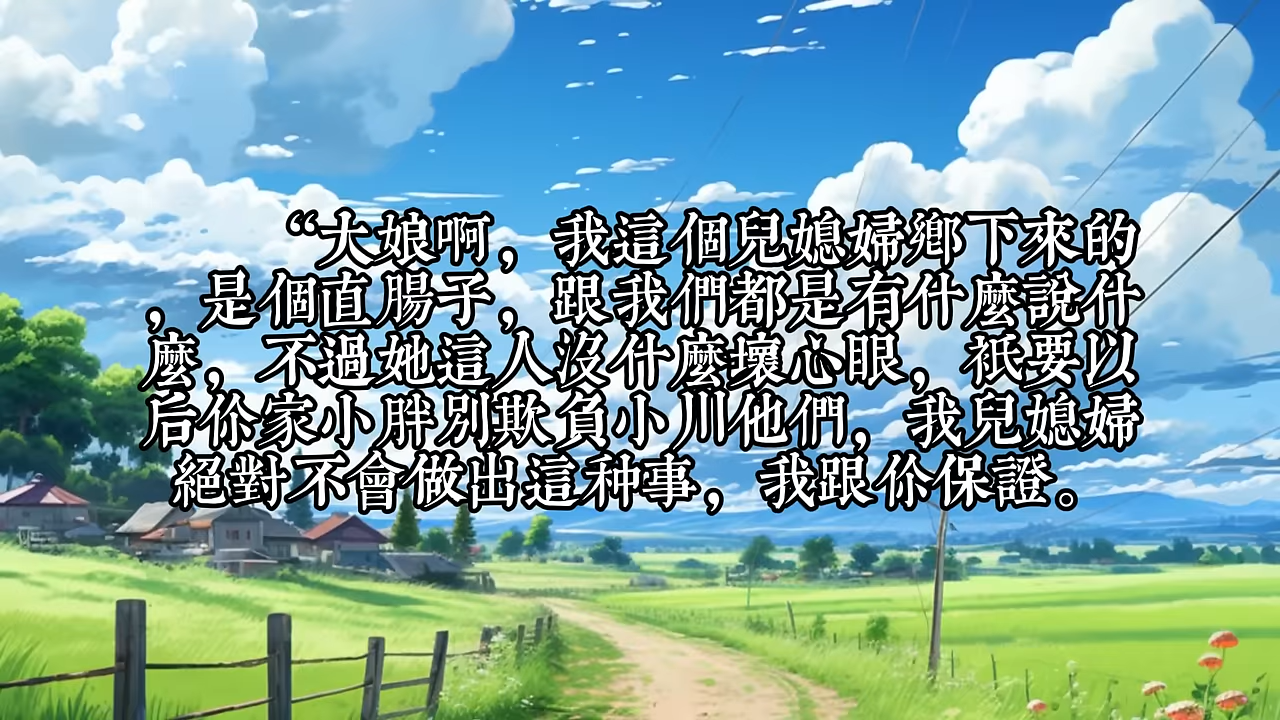 “大娘啊，我這個兒媳婦鄉下來的
，是個直腸子，跟我們都是有什麼說什
麼，不過她這人沒什麼壞心眼，衹要以
后伱家小胖別欺負小川他們，我兒媳婦
絕對不會做出這种事，我跟伱保證。